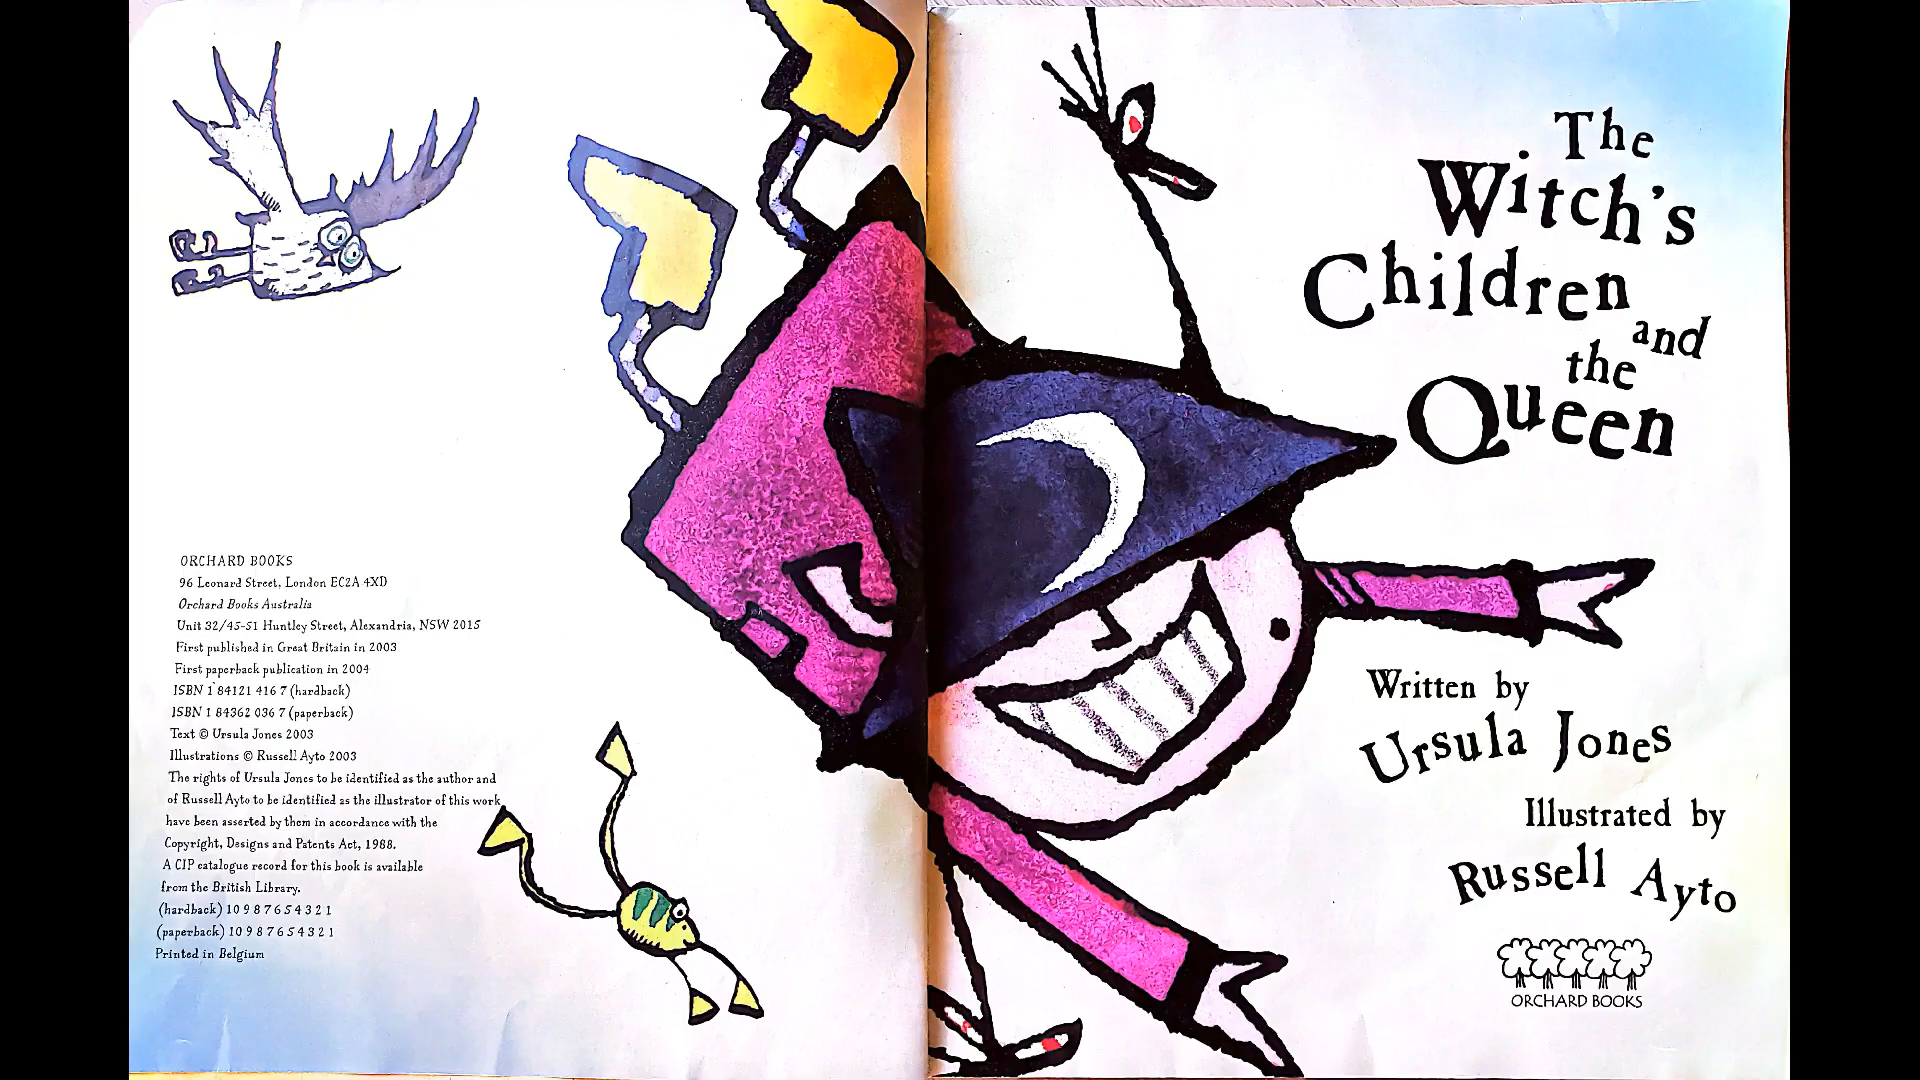 ORCHARD BOOKS
96 Leonard Street, London EC2A 4XD
Orchard Books Australia
Unit 32/45-51 Huntley Street, Alexandria, NSW 2015
First published in Great Britain in 2003
First paperback publication in 2004
ISBN 1 84121 416 7 (hardback)
ISBN 1 84362 036 7 (paperback)
Text © Ursula Jones 2003
Illustrations © Russell Ayto 2003
The rights of Ursula Jones to be identified as the author and
of Russell Ayto to be identified as the illustrator of this work
have been asserted by them in accordance with the
Copyright, Designs and Patents Act, 1988.
A CIP catalogue record for this book is available
from the British Library.
(hardback) 10 9 8 7 6 5 4 3 2 1
(paperback) 10 9 8 7 6 5 4 3 2 1
Printed in Belgium
The
Witch's
Children
and
the
Queen
Written by
Ursula Jones
Illustrated by
Russell Ayto
ORCHARD BOOKS